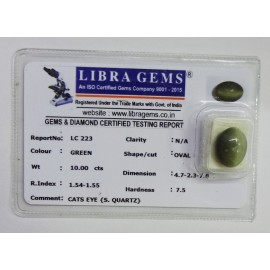 LIBRA GEMS®
An ISO Certified Gems Company 9001 - 2015
Registered Under the Trade Marks with Govt. of India
website : www.libragems.com
GEMS & DIAMOND CERTIFIED TESTING REPORT
ReportNo: LC 223 Clarity: N/A
Colour : GREEN Shape/cut: OVAL
Wt : 10.00 cts Dimension :
R.Index : 1.54-1.55 Hardness : 7.5
Comment: CATS EYE (S. QUARTZ)